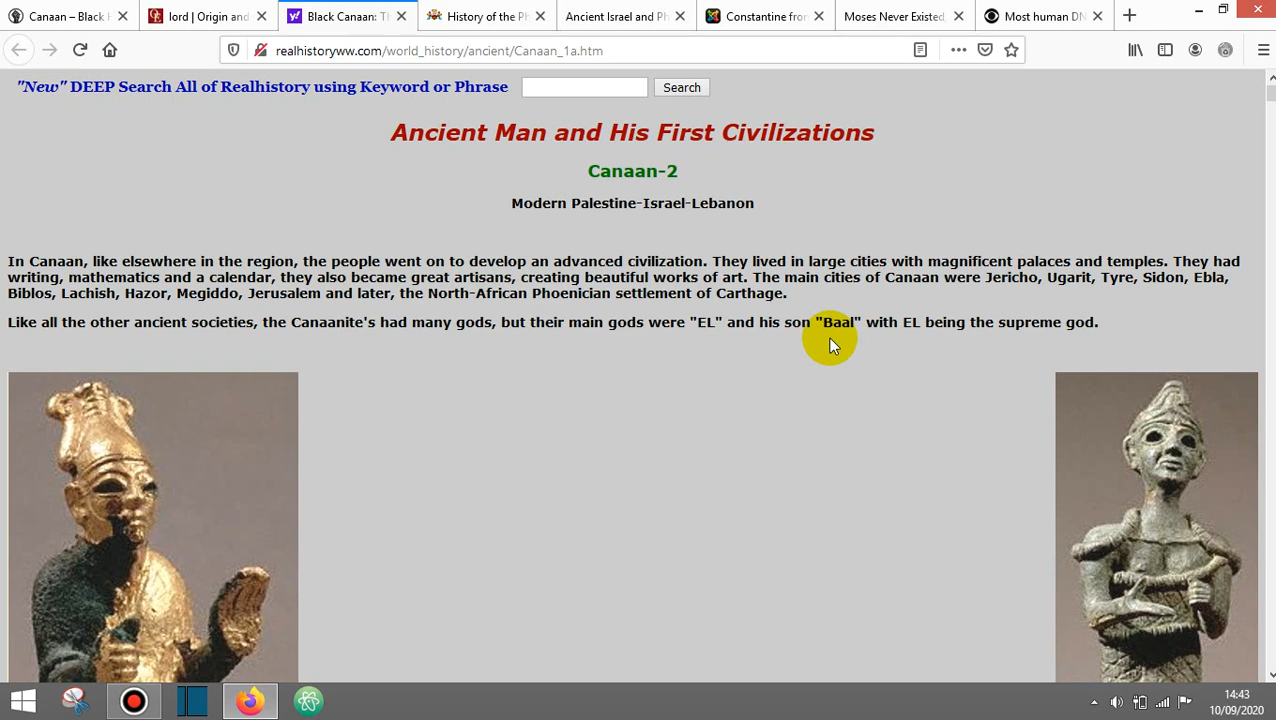 Canaan – Black H
lord | Origin and
Black Canaan: Th
History of the Ph
Ancient Israel and Ph
Constantine from
Moses Never Existed,
Most human DN
realhistoryww.com/world_history/ancient/Canaan_1a.htm
"New" DEEP Search All of Realhistory using Keyword or Phrase
Search
Ancient Man and His First Civilizations
Canaan-2
Modern Palestine-Israel-Lebanon
In Canaan, like elsewhere in the region, the people went on to develop an advanced civilization. They lived in large cities with magnificent palaces and temples. They had
writing, mathematics and a calendar, they also became great artisans, creating beautiful works of art. The main cities of Canaan were Jericho, Ugarit, Tyre, Sidon, Ebla,
Biblos, Lachish, Hazor, Megiddo, Jerusalem and later, the North-African Phoenician settlement of Carthage.
Like all the other ancient societies, the Canaanite's had many gods, but their main gods were "EL" and his son "Baal" with EL being the supreme god.
14:43
10/09/2020